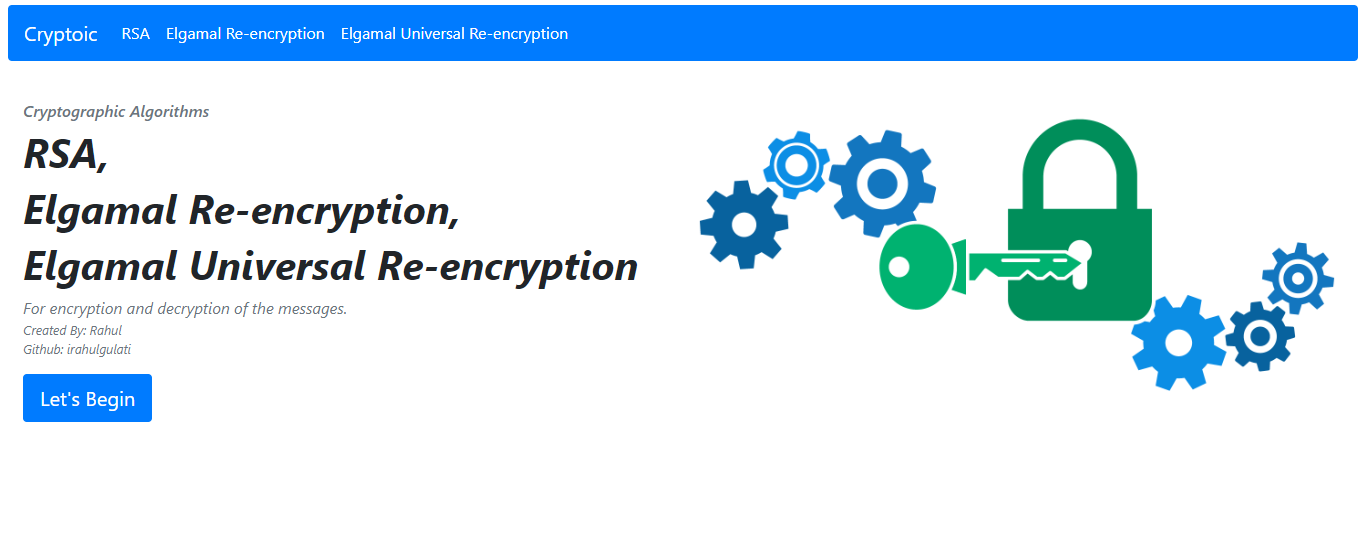 Cryptoic RSA Elgamal Re-encryption Elgamal Universal Re-encryption
Cryptographic Algorithms
RSA,
Elgamal Re-encryption,
Elgamal Universal Re-encryption
For encryption and decryption of the messages.
Created By: Rahul
Github: irahulgulati
Let's Begin